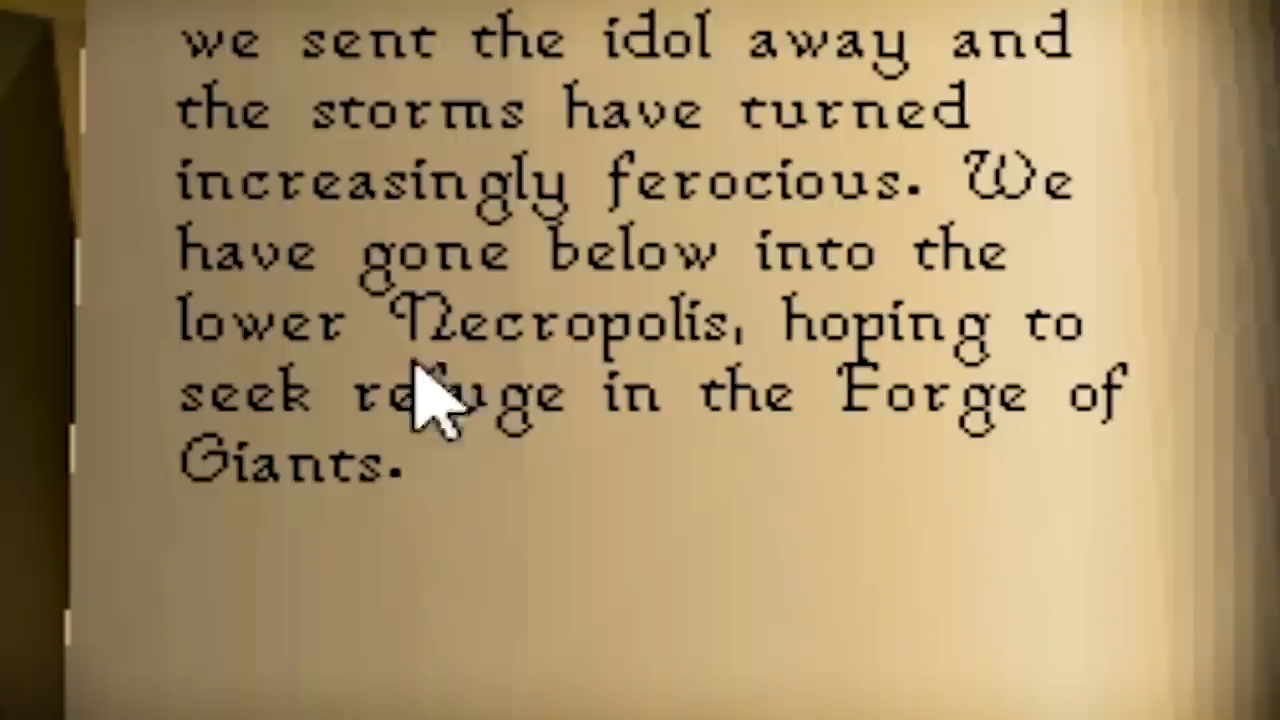 we sent the idol away and
the storms have turned
increasingly ferocious. We
have gone below into the
lower Necropolis, hoping to
seek refuge in the Forge of
Giants.